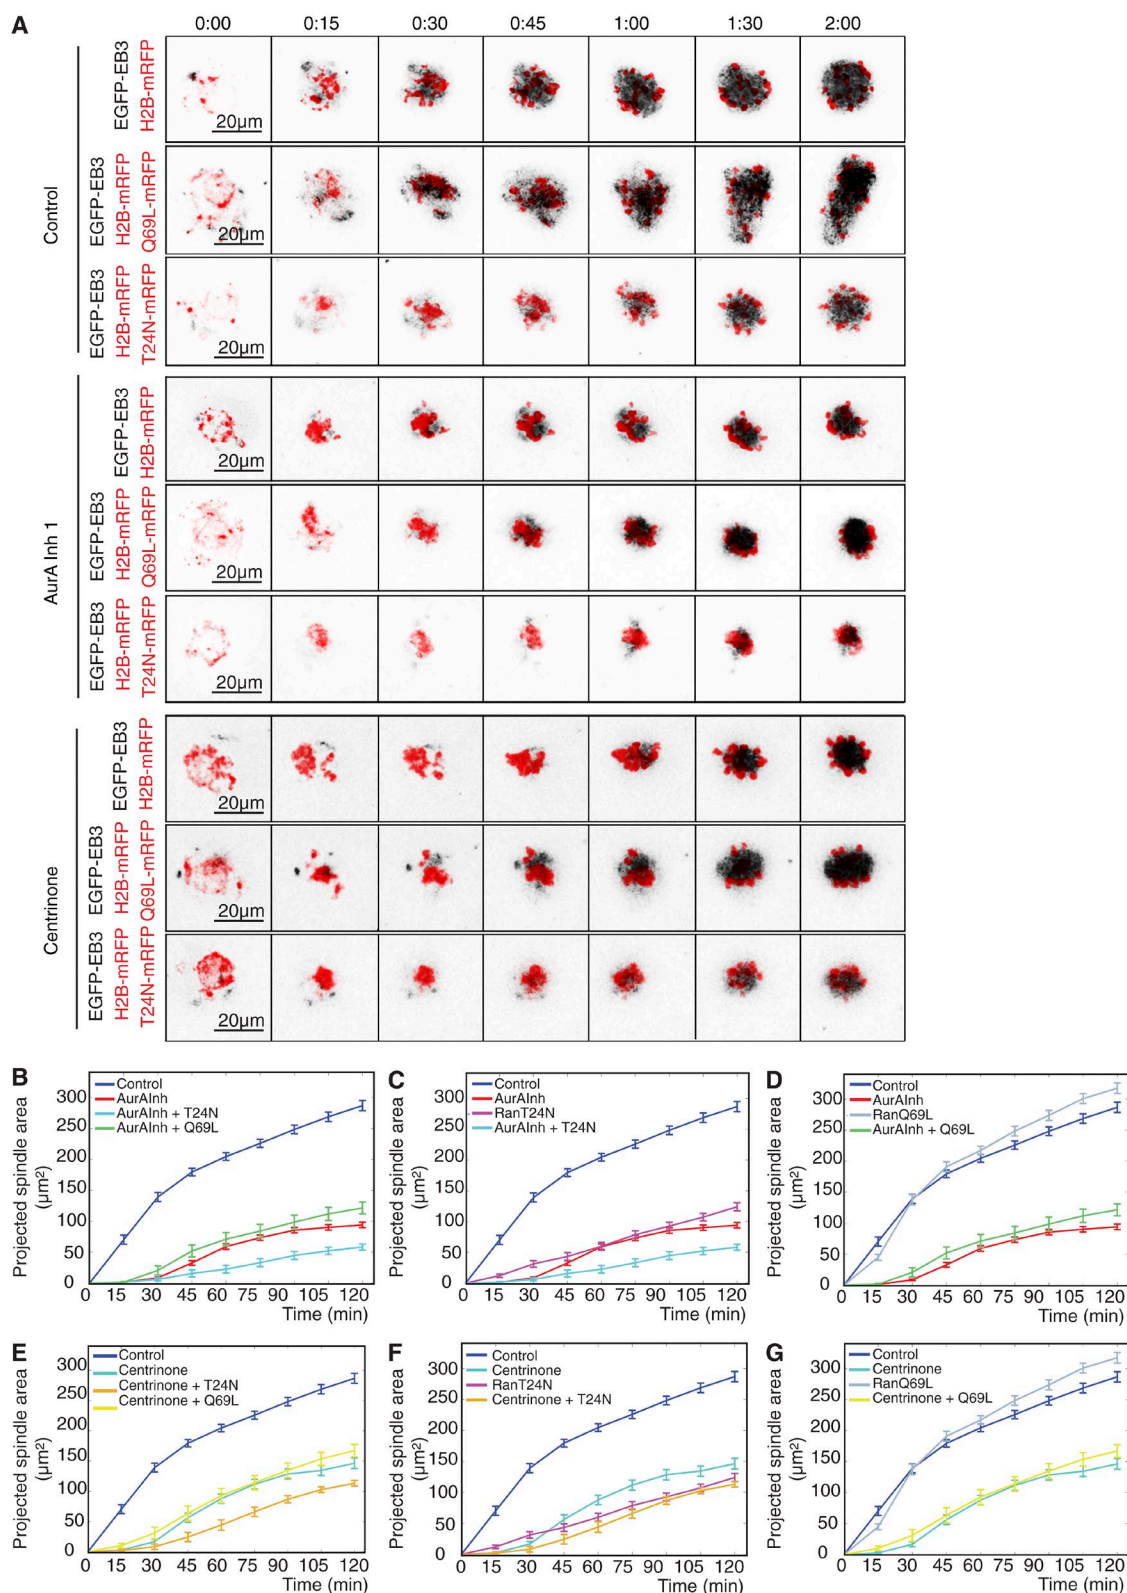 A
0:00 0:15 0:30 0:45 1:00 1:30 2:00
Control
EGFP-EB3
H2B-mRFP
20µm
EGFP-EB3
H2B-mRFP
Q69L-mRFP
20µm
EGFP-EB3
H2B-mRFP
T24N-mRFP
20µm
AurA Inh 1
EGFP-EB3
H2B-mRFP
20µm
EGFP-EB3
H2B-mRFP
Q69L-mRFP
20µm
EGFP-EB3
H2B-mRFP
T24N-mRFP
20µm
Centrinone
EGFP-EB3
H2B-mRFP
20µm
EGFP-EB3
H2B-mRFP
Q69L-mRFP
20µm
EGFP-EB3
H2B-mRFP
T24N-mRFP
20µm
B
Projected spindle area
(µm²)
300
250
200
150
100
50
0
Control
AurAInh
AurAInh + T24N
AurAInh + Q69L
0 15 30 45 60 75 90 105 120
Time (min)
C
Projected spindle area
(µm²)
300
250
200
150
100
50
0
Control
AurAInh
RanT24N
AurAInh + T24N
0 15 30 45 60 75 90 105 120
Time (min)
D
Projected spindle area
(µm²)
300
250
200
150
100
50
0
Control
AurAInh
RanQ69L
AurAInh + Q69L
0 15 30 45 60 75 90 105 120
Time (min)
E
Projected spindle area
(µm²)
300
250
200
150
100
50
0
Control
Centrinone
Centrinone + T24N
Centrinone + Q69L
0 15 30 45 60 75 90 105 120
Time (min)
F
Projected spindle area
(µm²)
300
250
200
150
100
50
0
Control
Centrinone
RanT24N
Centrinone + T24N
0 15 30 45 60 75 90 105 120
Time (min)
G
Projected spindle area
(µm²)
300
250
200
150
100
50
0
Control
Centrinone
RanQ69L
Centrinone + Q69L
0 15 30 45 60 75 90 105 120
Time (min)